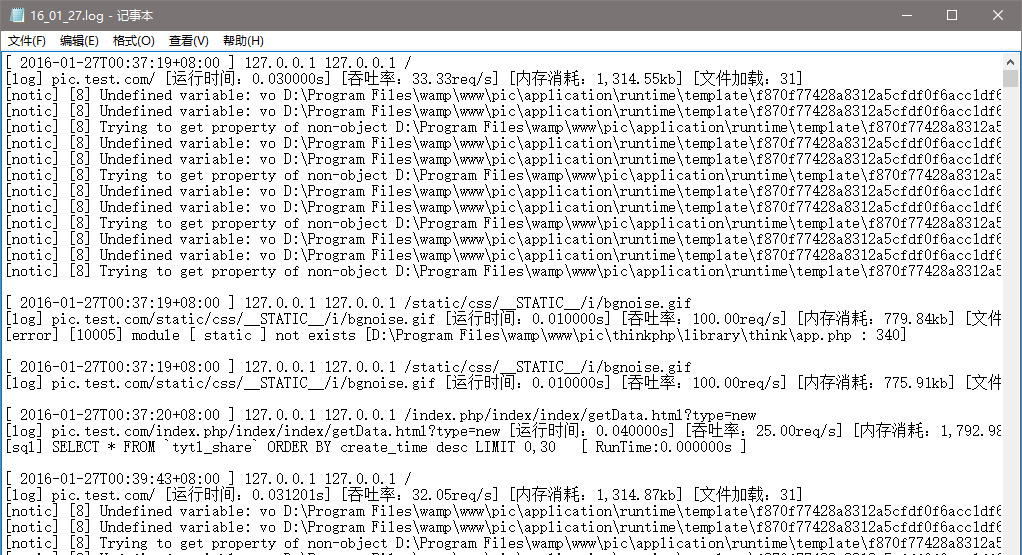 16_01_27.log - 记事本
文件(F) 编辑(E) 格式(O) 查看(V) 帮助(H)
[ 2016-01-27T00:37:19+08:00 ] 127.0.0.1 127.0.0.1 /
[log] pic.test.com/ [运行时间：0.030000s] [吞吐率：33.33req/s] [内存消耗：1,314.55kb] [文件加载：31]
[notic] [8] Undefined variable: vo D:\Program Files\wamp\www\pic\application\runtime\template\f870f77428a8312a5cfdf0f6acc1df6
[notic] [8] Undefined variable: vo D:\Program Files\wamp\www\pic\application\runtime\template\f870f77428a8312a5cfdf0f6acc1df6
[notic] [8] Trying to get property of non-object D:\Program Files\wamp\www\pic\application\runtime\template\f870f77428a8312a5
[notic] [8] Undefined variable: vo D:\Program Files\wamp\www\pic\application\runtime\template\f870f77428a8312a5cfdf0f6acc1df6
[notic] [8] Undefined variable: vo D:\Program Files\wamp\www\pic\application\runtime\template\f870f77428a8312a5cfdf0f6acc1df6
[notic] [8] Trying to get property of non-object D:\Program Files\wamp\www\pic\application\runtime\template\f870f77428a8312a5
[notic] [8] Undefined variable: vo D:\Program Files\wamp\www\pic\application\runtime\template\f870f77428a8312a5cfdf0f6acc1df6
[notic] [8] Undefined variable: vo D:\Program Files\wamp\www\pic\application\runtime\template\f870f77428a8312a5cfdf0f6acc1df6
[notic] [8] Trying to get property of non-object D:\Program Files\wamp\www\pic\application\runtime\template\f870f77428a8312a5
[notic] [8] Undefined variable: vo D:\Program Files\wamp\www\pic\application\runtime\template\f870f77428a8312a5cfdf0f6acc1df6
[notic] [8] Undefined variable: vo D:\Program Files\wamp\www\pic\application\runtime\template\f870f77428a8312a5cfdf0f6acc1df6
[notic] [8] Trying to get property of non-object D:\Program Files\wamp\www\pic\application\runtime\template\f870f77428a8312a5
[ 2016-01-27T00:37:19+08:00 ] 127.0.0.1 127.0.0.1 /static/css/__STATIC__/i/bgnoise.gif
[log] pic.test.com/static/css/__STATIC__/i/bgnoise.gif [运行时间：0.010000s] [吞吐率：100.00req/s] [内存消耗：779.84kb] [文件
[error] [10005] module [ static ] not exists [D:\Program Files\wamp\www\pic\thinkphp\library\think\app.php : 340]
[ 2016-01-27T00:37:19+08:00 ] 127.0.0.1 127.0.0.1 /static/css/__STATIC__/i/bgnoise.gif
[log] pic.test.com/static/css/__STATIC__/i/bgnoise.gif [运行时间：0.010000s] [吞吐率：100.00req/s] [内存消耗：775.91kb] [文件
[ 2016-01-27T00:37:20+08:00 ] 127.0.0.1 127.0.0.1 /index.php/index/index/getData.html?type=new
[log] pic.test.com/index.php/index/index/getData.html?type=new [运行时间：0.040000s] [吞吐率：25.00req/s] [内存消耗：1,792.98
[sql] SELECT * FROM `tytl_share` ORDER BY create_time desc LIMIT 0,30 [ RunTime:0.000000s ]
[ 2016-01-27T00:39:43+08:00 ] 127.0.0.1 127.0.0.1 /
[log] pic.test.com/ [运行时间：0.031201s] [吞吐率：32.05req/s] [内存消耗：1,314.87kb] [文件加载：31]
[notic] [8] Undefined variable: vo D:\Program Files\wamp\www\pic\application\runtime\template\f870f77428a8312a5cfdf0f6acc1df6
[notic] [8] Undefined variable: vo D:\Program Files\wamp\www\pic\application\runtime\template\f870f77428a8312a5cfdf0f6acc1df6
[notic] [8] Trying to get property of non-object D:\Program Files\wamp\www\pic\application\runtime\template\f870f77428a8312a5